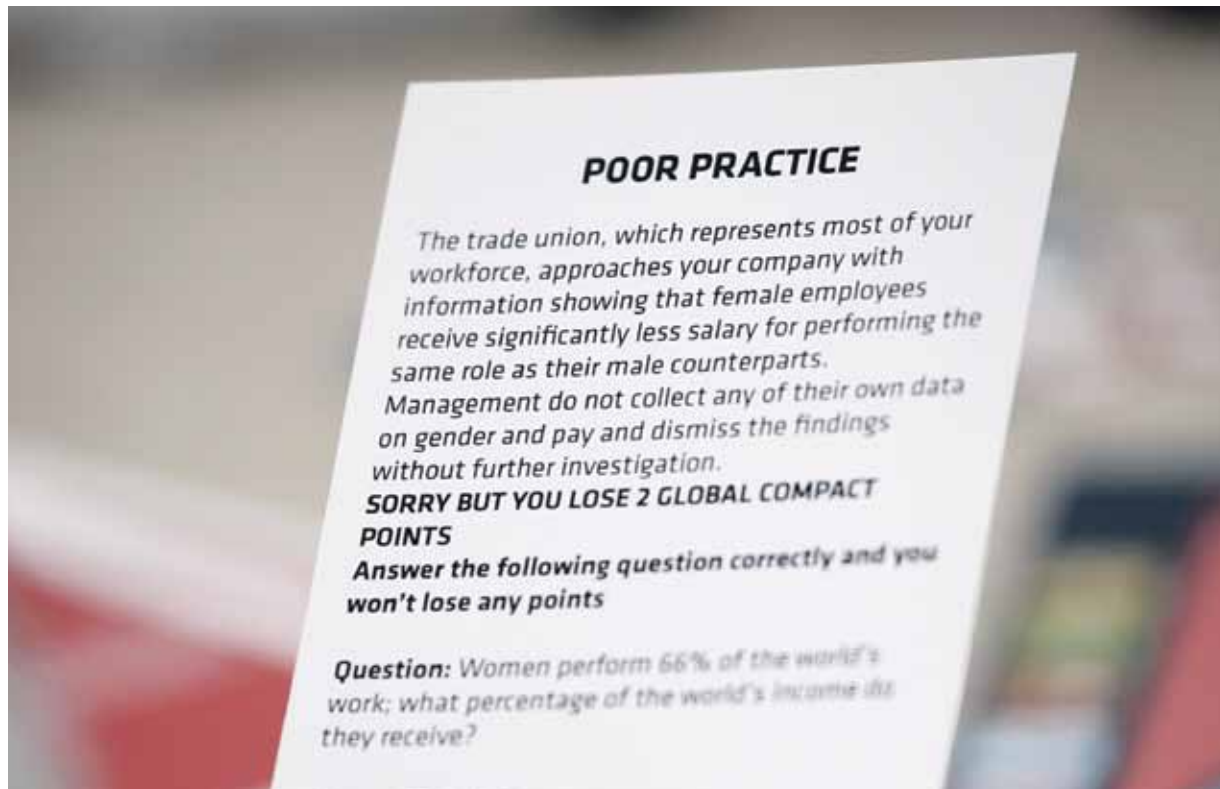 POOR PRACTICE
The trade union, which represents most of your
workforce, approaches your company with
information showing that female employees
receive significantly less salary for performing the
same role as their male counterparts.
Management do not collect any of their own data
on gender and pay and dismiss the findings
without further investigation.
SORRY BUT YOU LOSE 2 GLOBAL COMPACT
POINTS
Answer the following question correctly and you
won't lose any points
Question: Women perform 66% of the world's
work; what percentage of the world's income do
they receive?